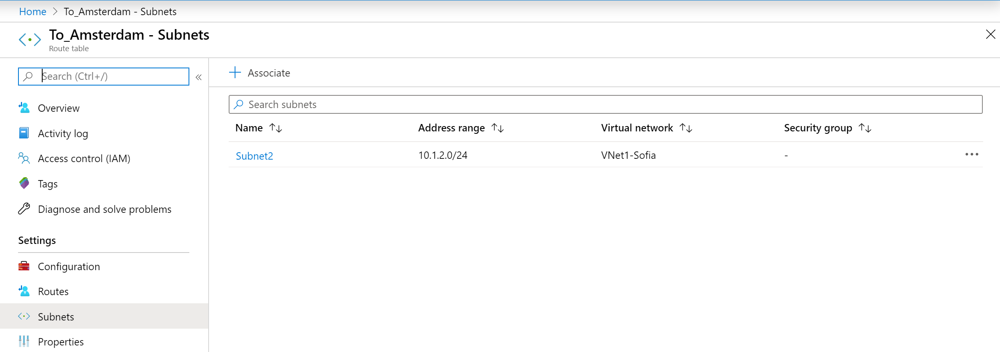 Home > To_Amsterdam - Subnets
To_Amsterdam - Subnets
Route table
Search (Ctrl+/)
Overview
Activity log
Access control (IAM)
Tags
Diagnose and solve problems
Settings
Configuration
Routes
Subnets
Properties
Associate
Search subnets
Name Address range Virtual network Security group
Subnet2 10.1.2.0/24 VNet1-Sofia -